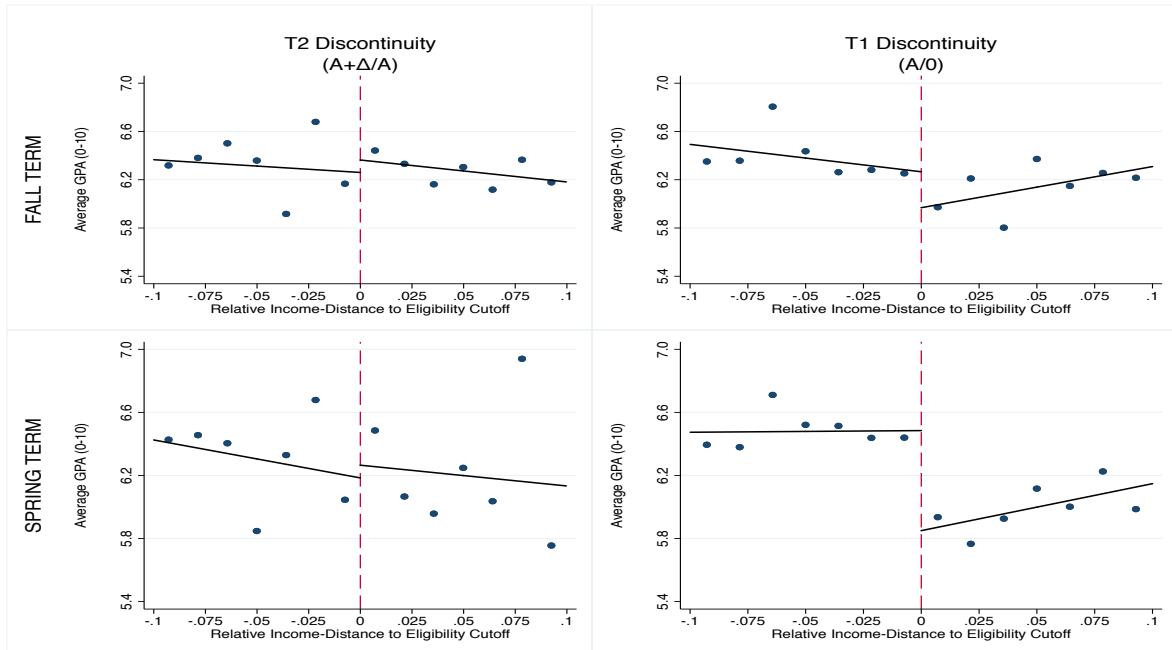 T2 Discontinuity
(A+Δ/A)
T1 Discontinuity
(A/0)
FALL TERM
Average GPA (0-10)
7.0
6.6
6.2
5.8
5.4
-.1 -.075 -.05 -.025 0 .025 .05 .075 .1
Relative Income-Distance to Eligibility Cutoff
Average GPA (0-10)
7.0
6.6
6.2
5.8
5.4
-.1 -.075 -.05 -.025 0 .025 .05 .075 .1
Relative Income-Distance to Eligibility Cutoff
SPRING TERM
Average GPA (0-10)
7.0
6.6
6.2
5.8
5.4
-.1 -.075 -.05 -.025 0 .025 .05 .075 .1
Relative Income-Distance to Eligibility Cutoff
Average GPA (0-10)
7.0
6.6
6.2
5.8
5.4
-.1 -.075 -.05 -.025 0 .025 .05 .075 .1
Relative Income-Distance to Eligibility Cutoff